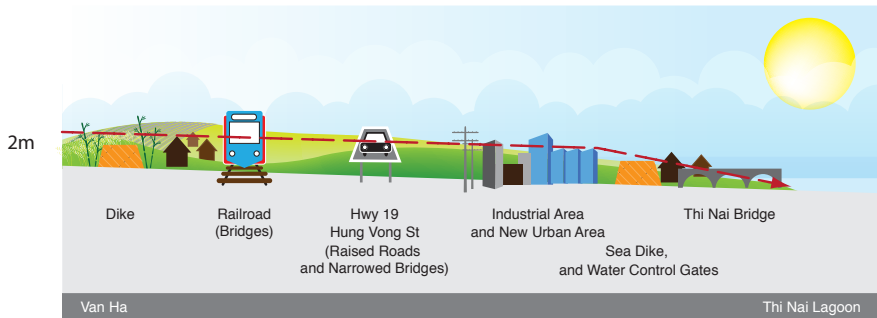 2m
Dike
Railroad
(Bridges)
Hwy 19
Hung Vong St
(Raised Roads
and Narrowed Bridges)
Industrial Area
and New Urban Area
Sea Dike,
and Water Control Gates
Thi Nai Bridge
Van Ha
Thi Nai Lagoon